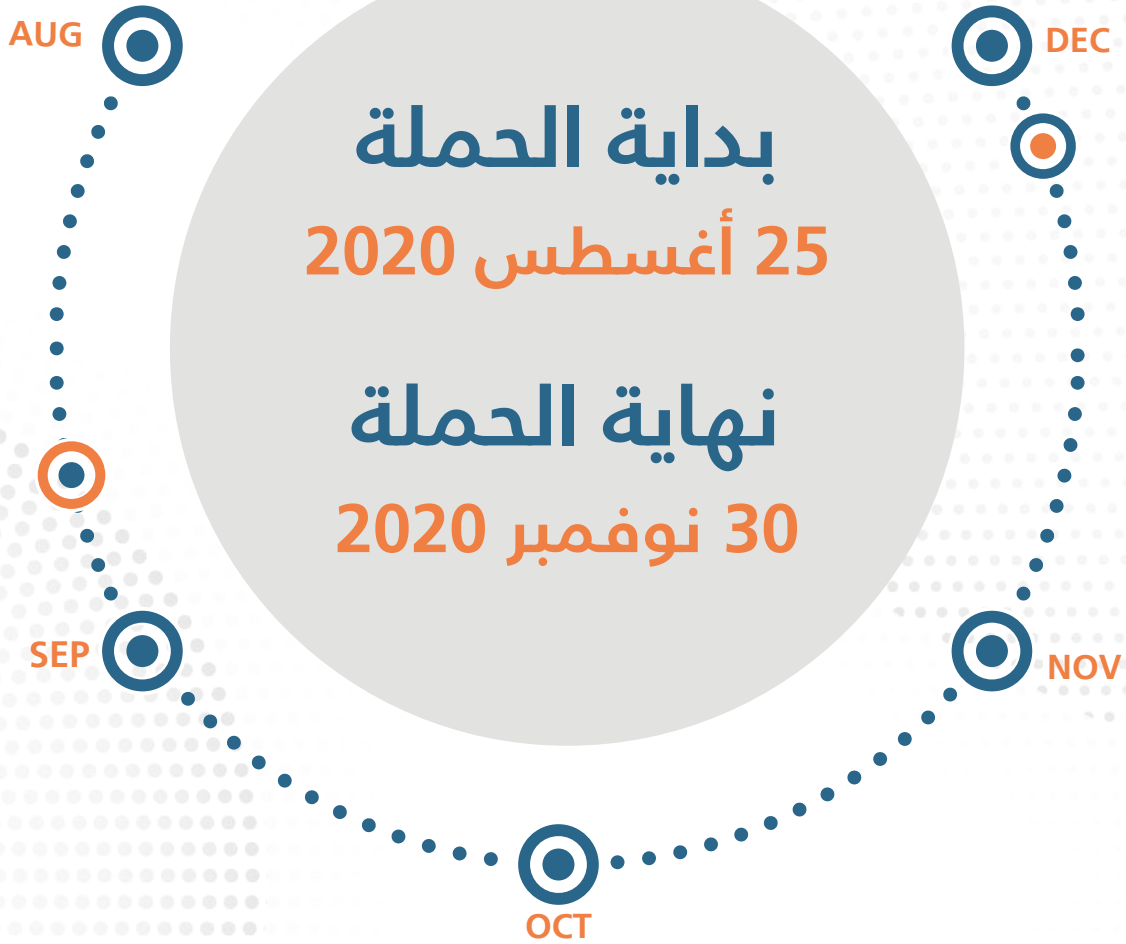 AUG
DEC
بداية الحملة
25 أغسطس 2020
نهاية الحملة
30 نوفمبر 2020
SEP
NOV
OCT